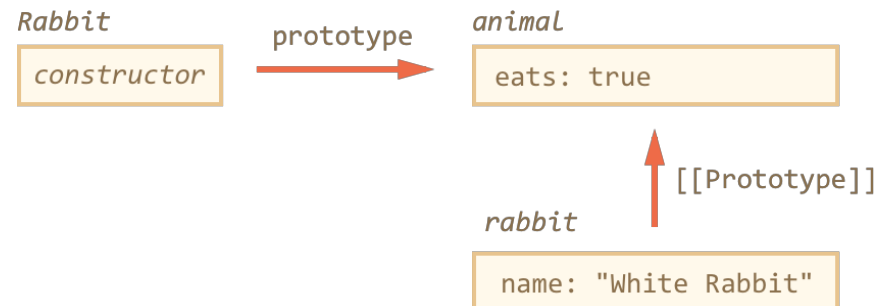 Rabbit
prototype
animal
constructor
eats: true
[[Prototype]]
rabbit
name: "White Rabbit"